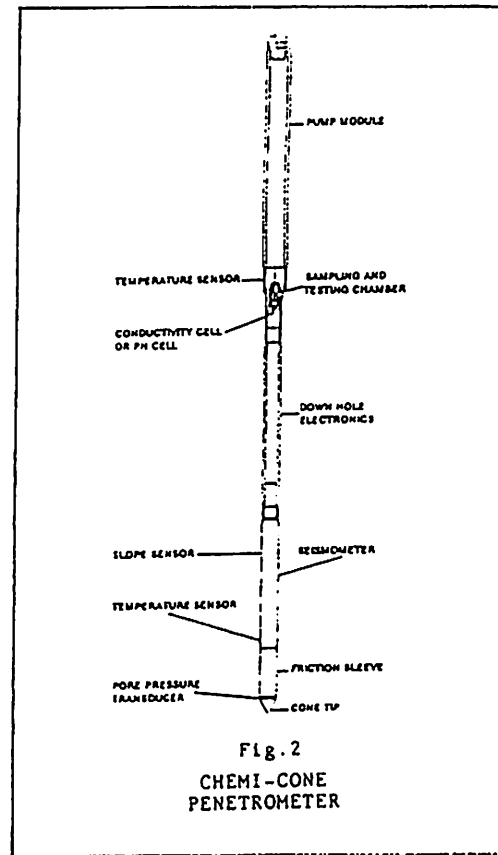 PUMP MODULE
TEMPERATURE SENSOR
SAMPLING AND
TESTING CHAMBER
CONDUCTIVITY CELL
OR PH CELL
DOWN HOLE
ELECTRONICS
SLOPE SENSOR
SEISMOMETER
TEMPERATURE SENSOR
FRICTION SLEEVE
PORE PRESSURE
TRANSDUCER
CONE TIP
Fig.2
CHEMI-CONE
PENETROMETER